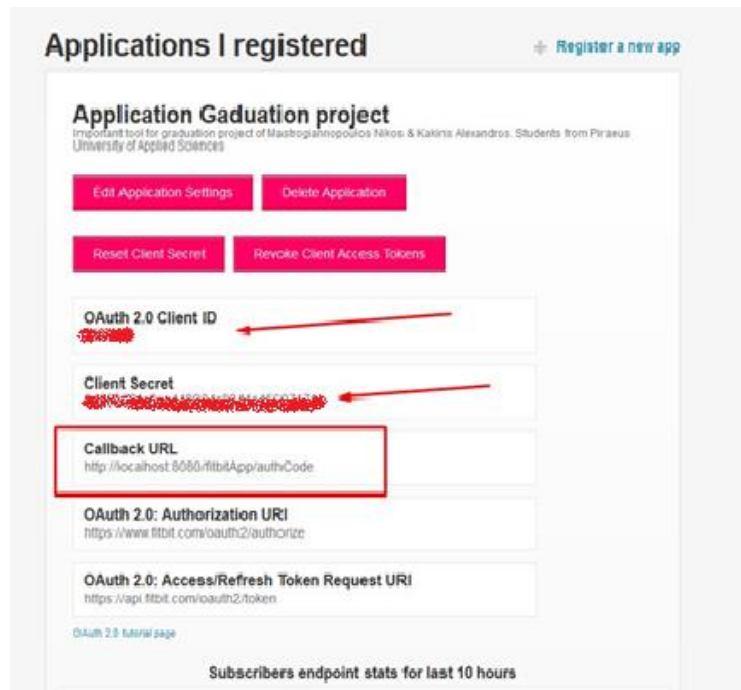 Applications I registered
Register a new app
Application Gaduation project
Important tool for graduation project of Mastrogiannopoulos Nikos & Kakiris Alexandros. Students from Piraeus
University of Applied Sciences
Edit Application Settings
Delete Application
Reset Client Secret
Revoke Client Access Tokens
OAuth 2.0 Client ID
Client Secret
Callback URL
http://localhost:8080/fitbitApp/authCode
OAuth 2.0: Authorization URI
https://www.fitbit.com/oauth2/authorize
OAuth 2.0: Access/Refresh Token Request URI
https://api.fitbit.com/oauth2/token
OAuth 2.0 tutorial page
Subscribers endpoint stats for last 10 hours